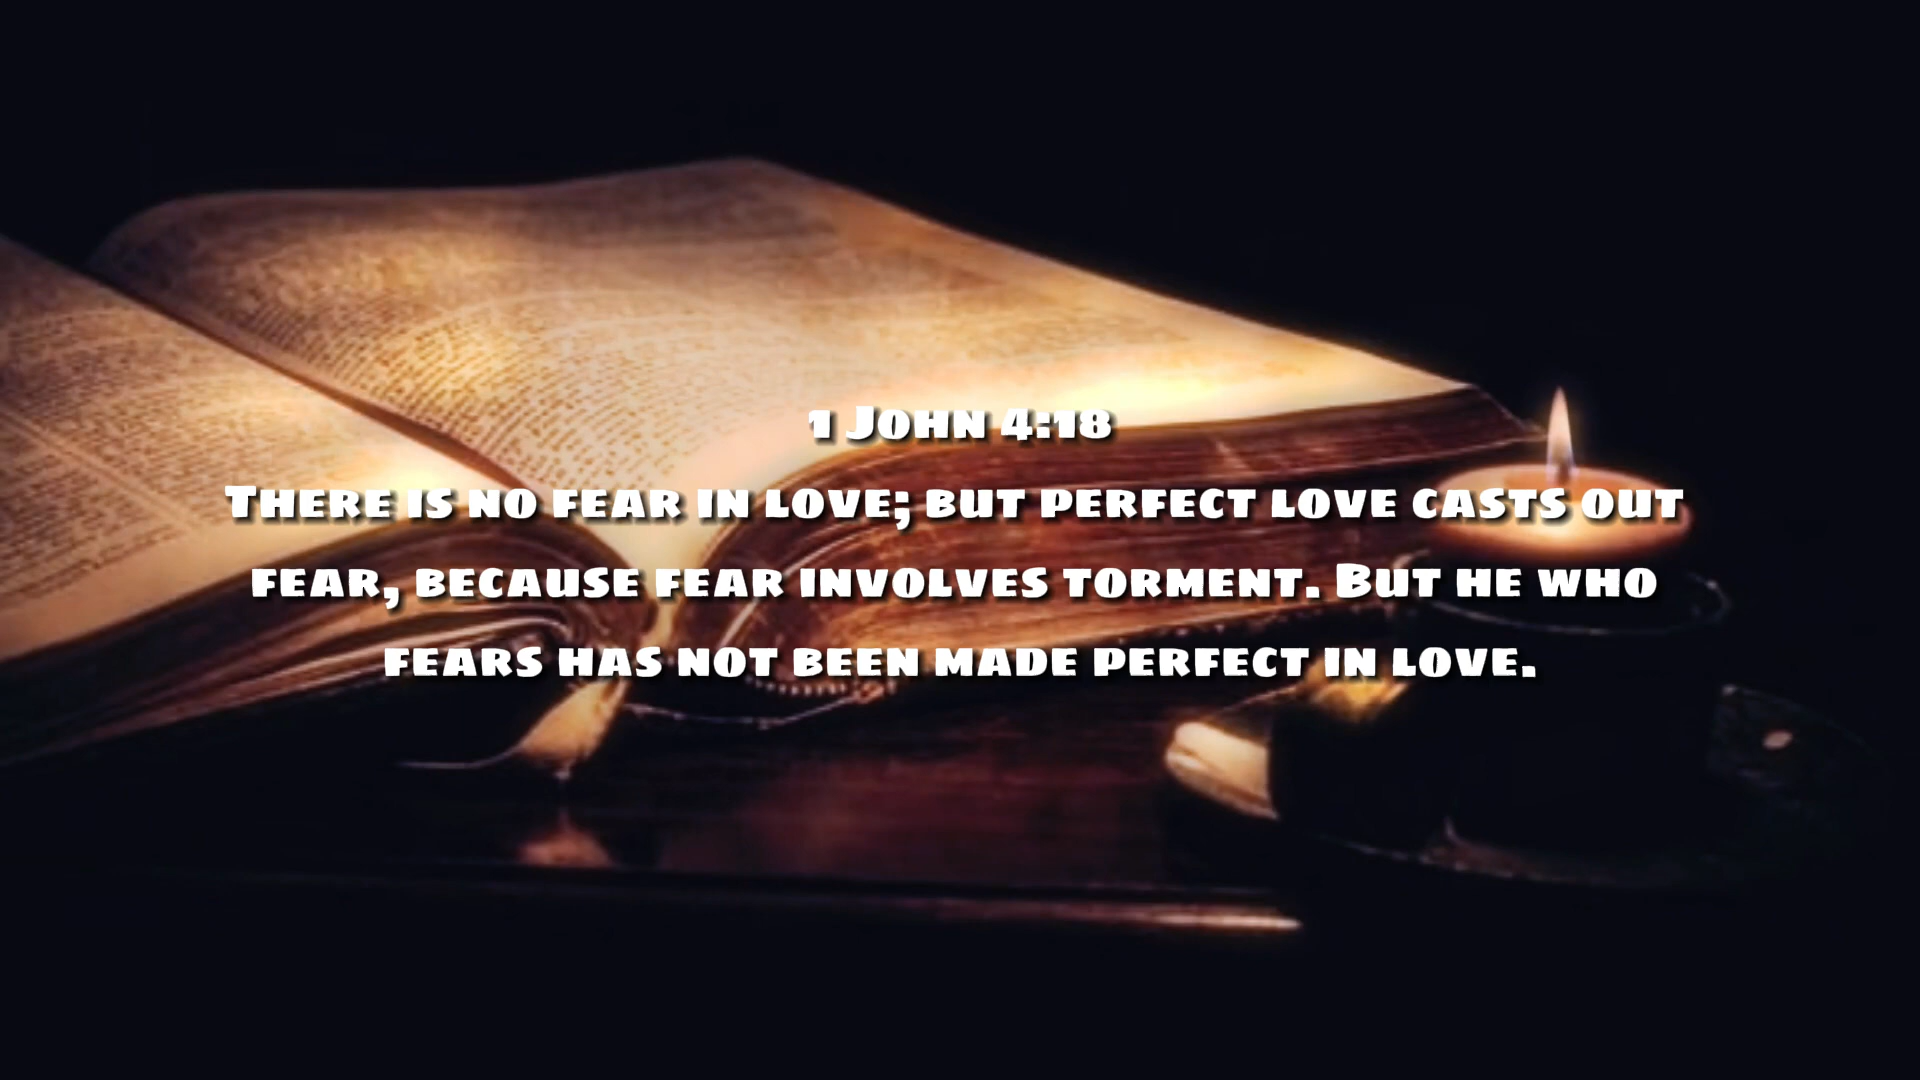 1 John 4:18
There is no fear in love; but perfect love casts out
fear, because fear involves torment. But he who
fears has not been made perfect in love.